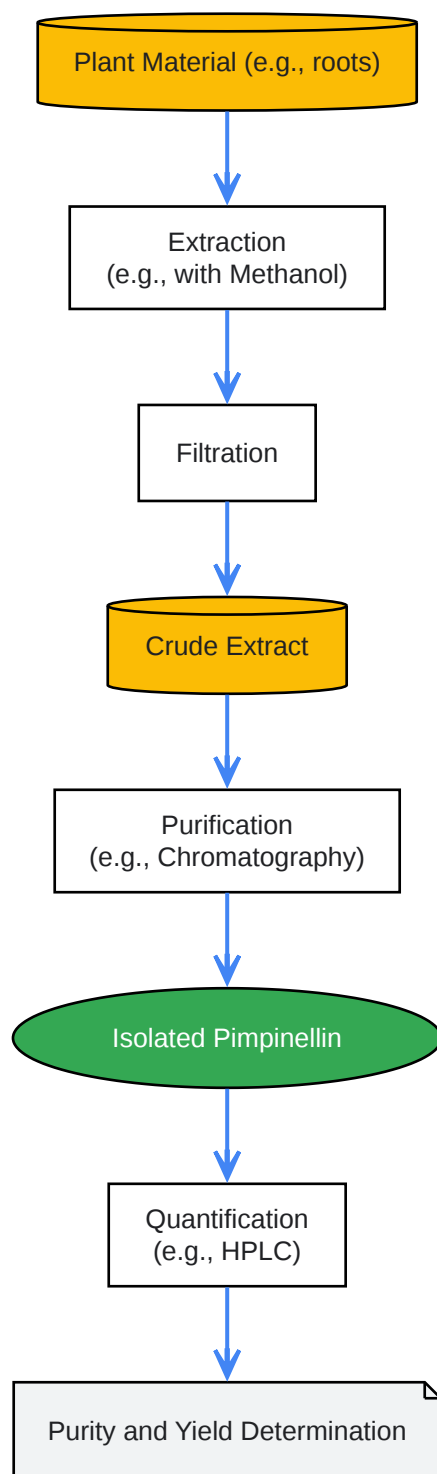 Plant Material (e.g., roots)
Extraction
(e.g., with Methanol)
Filtration
Crude Extract
Purification
(e.g., Chromatography)
Isolated Pimpinellin
Quantification
(e.g., HPLC)
Purity and Yield Determination